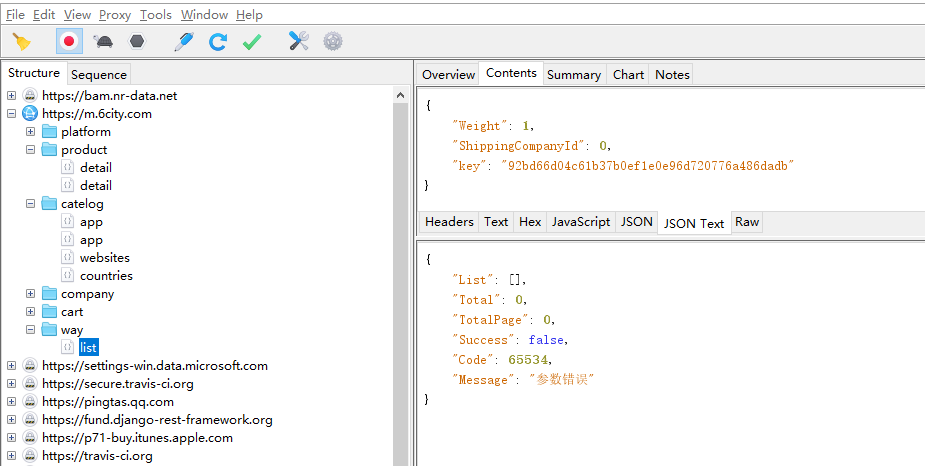 File Edit View Proxy Tools Window Help
Structure Sequence
https://bam.nr-data.net
https://m.6city.com
platform
product
detail
detail
catelog
app
app
websites
countries
company
cart
way
list
https://settings-win.data.microsoft.com
https://secure.travis-ci.org
https://pingtas.qq.com
https://fund.django-rest-framework.org
https://p71-buy.itunes.apple.com
https://travis-ci.org
Overview Contents Summary Chart Notes
{
"Weight": 1,
"ShippingCompanyId": 0,
"key": "92bd66d04c61b37b0ef1e0e96d720776a486dadb"
}
Headers Text Hex JavaScript JSON JSON Text Raw
{
"List": [],
"Total": 0,
"TotalPage": 0,
"Success": false,
"Code": 65534,
"Message": "参数错误"
}